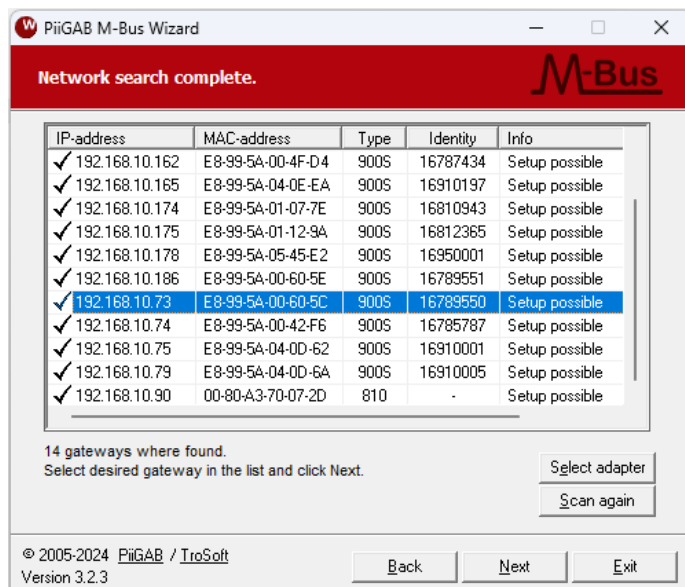 PiiGAB M-Bus Wizard
Network search complete.
M-Bus
IP-address MAC-address Type Identity Info
192.168.10.162 E8-99-5A-00-4F-D4 900S 16787434 Setup possible
192.168.10.165 E8-99-5A-04-0E-EA 900S 16910197 Setup possible
192.168.10.174 E8-99-5A-01-07-7E 900S 16810943 Setup possible
192.168.10.175 E8-99-5A-01-12-9A 900S 16812365 Setup possible
192.168.10.178 E8-99-5A-05-45-E2 900S 16950001 Setup possible
192.168.10.186 E8-99-5A-00-60-5E 900S 16789551 Setup possible
192.168.10.73 E8-99-5A-00-60-5C 900S 16789550 Setup possible
192.168.10.74 E8-99-5A-00-42-F6 900S 16785787 Setup possible
192.168.10.75 E8-99-5A-04-0D-62 900S 16910001 Setup possible
192.168.10.79 E8-99-5A-04-0D-6A 900S 16910005 Setup possible
192.168.10.90 00-80-A3-70-07-2D 810 - Setup possible
14 gateways where found.
Select desired gateway in the list and click Next.
Select adapter
Scan again
© 2005-2024 PiiGAB / TroSoft
Version 3.2.3
Back Next Exit